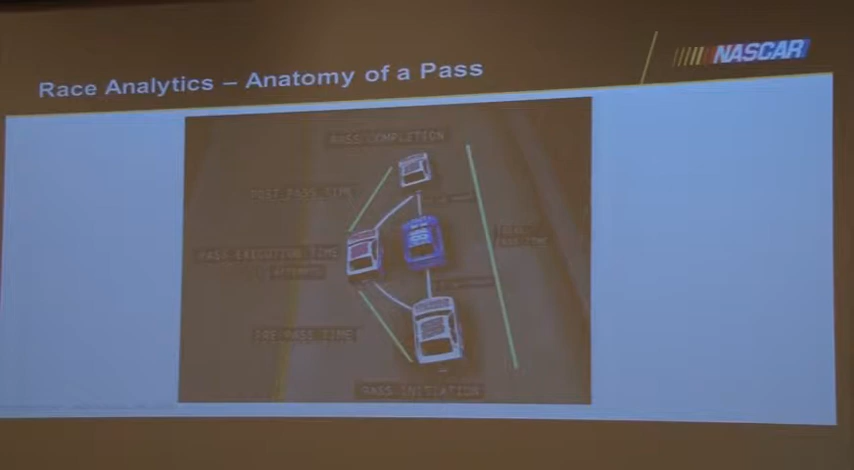 NASCAR
Race Analytics – Anatomy of a Pass
PASS COMPLETION
POST PASS TIME
TOTAL
PASS TIME
PASS EXECUTION TIME
PRE PASS TIME
PASS INITIATION